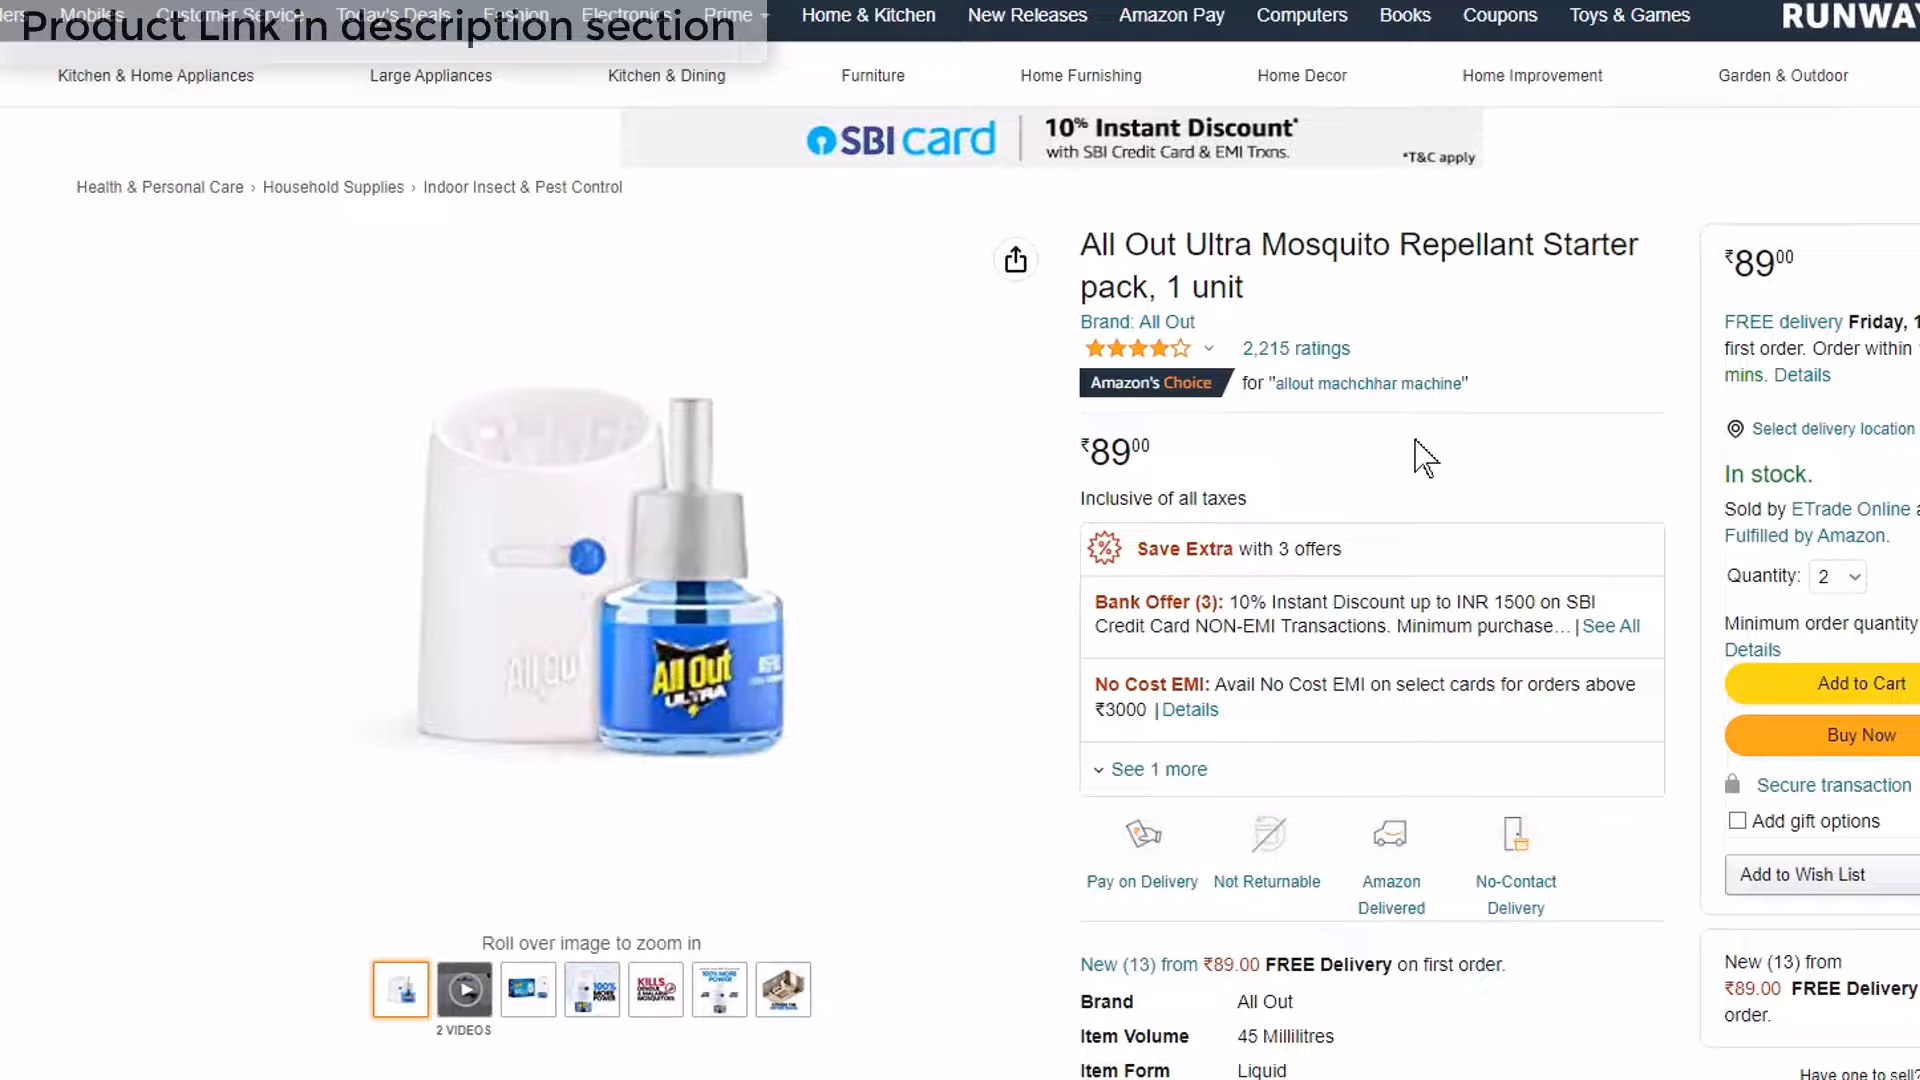 Mobiles Customer Service Today's Deals Fashion Electronics Prime Home & Kitchen New Releases Amazon Pay Computers Books Coupons Toys & Games
Product Link in description section
Kitchen & Home Appliances Large Appliances Kitchen & Dining Furniture Home Furnishing Home Decor Home Improvement Garden & Outdoor
SBI card
10% Instant Discount*
with SBI Credit Card & EMI Trxns.
*T&C apply
Health & Personal Care › Household Supplies › Indoor Insect & Pest Control
All Out
All Out
ULTRA
Roll over image to zoom in
100%
MORE
POWER
KILLS
2 VIDEOS
All Out Ultra Mosquito Repellant Starter
pack, 1 unit
Brand: All Out
2,215 ratings
Amazon's Choice for "allout machchhar machine"
₹89⁰⁰
Inclusive of all taxes
Save Extra with 3 offers
Bank Offer (3): 10% Instant Discount up to INR 1500 on SBI
Credit Card NON-EMI Transactions. Minimum purchase… | See All
No Cost EMI: Avail No Cost EMI on select cards for orders above
₹3000 | Details
See 1 more
Pay on Delivery
Not Returnable
Amazon
Delivered
No-Contact
Delivery
New (13) from ₹89.00 FREE Delivery on first order.
Brand All Out
Item Volume 45 Millilitres
Item Form Liquid
₹89⁰⁰
FREE delivery Friday,
first order. Order within
mins. Details
Select delivery location
In stock.
Sold by ETrade Online
Fulfilled by Amazon.
Quantity: 2
Minimum order quantity
Details
Add to Cart
Buy Now
Secure transaction
Add gift options
Add to Wish List
New (13) from
₹89.00 FREE Delivery
order.
Have one to sell?